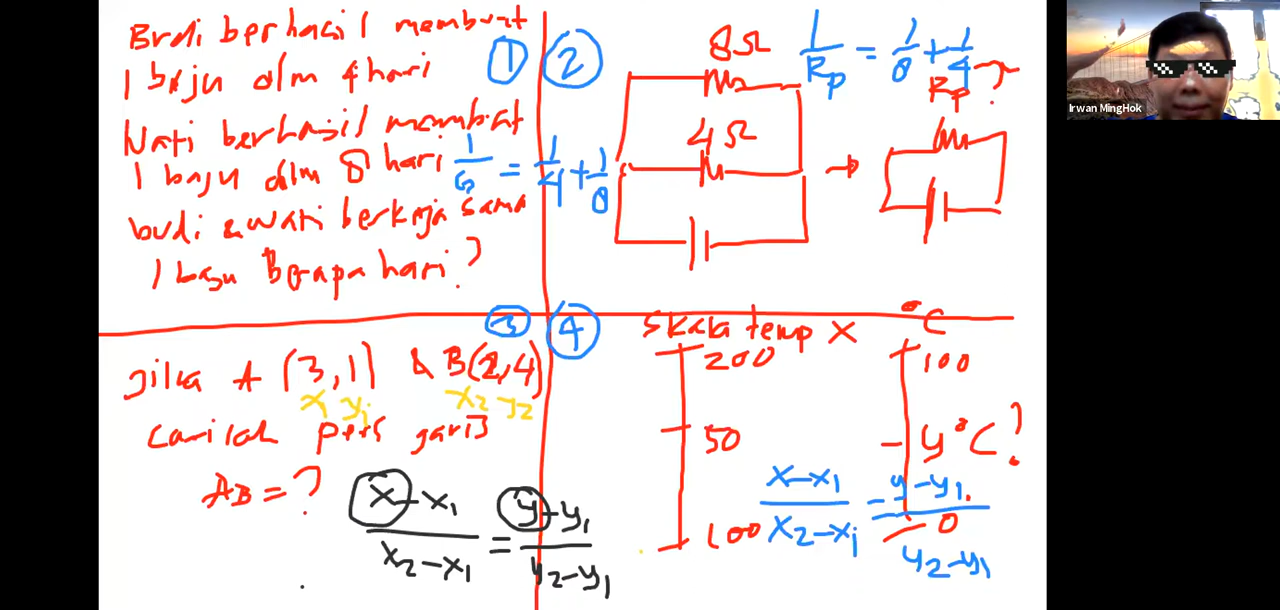 Budi berhasil membuat
1 baju dlm 4 hari
Wati berhasil membuat
1 baju dlm 8 hari
budi & wati berkerja sama
1 baju Berapa hari?
1/G = 1/4 + 1/8
①
②
8Ω
4Ω
1/Rp = 1/8 + 1/4
Rp?
③
jika A (3,1) & B(2,4)
x1 y1 x2 y2
carilah pers garis
AB = ?
x-x1/x2-x1 = y-y1/y2-y1
④
skala temp X °C
200 100
50 y°C?
100 0
x-x1/x2-x1 = y-y1/y2-y1
Irwan MingHok